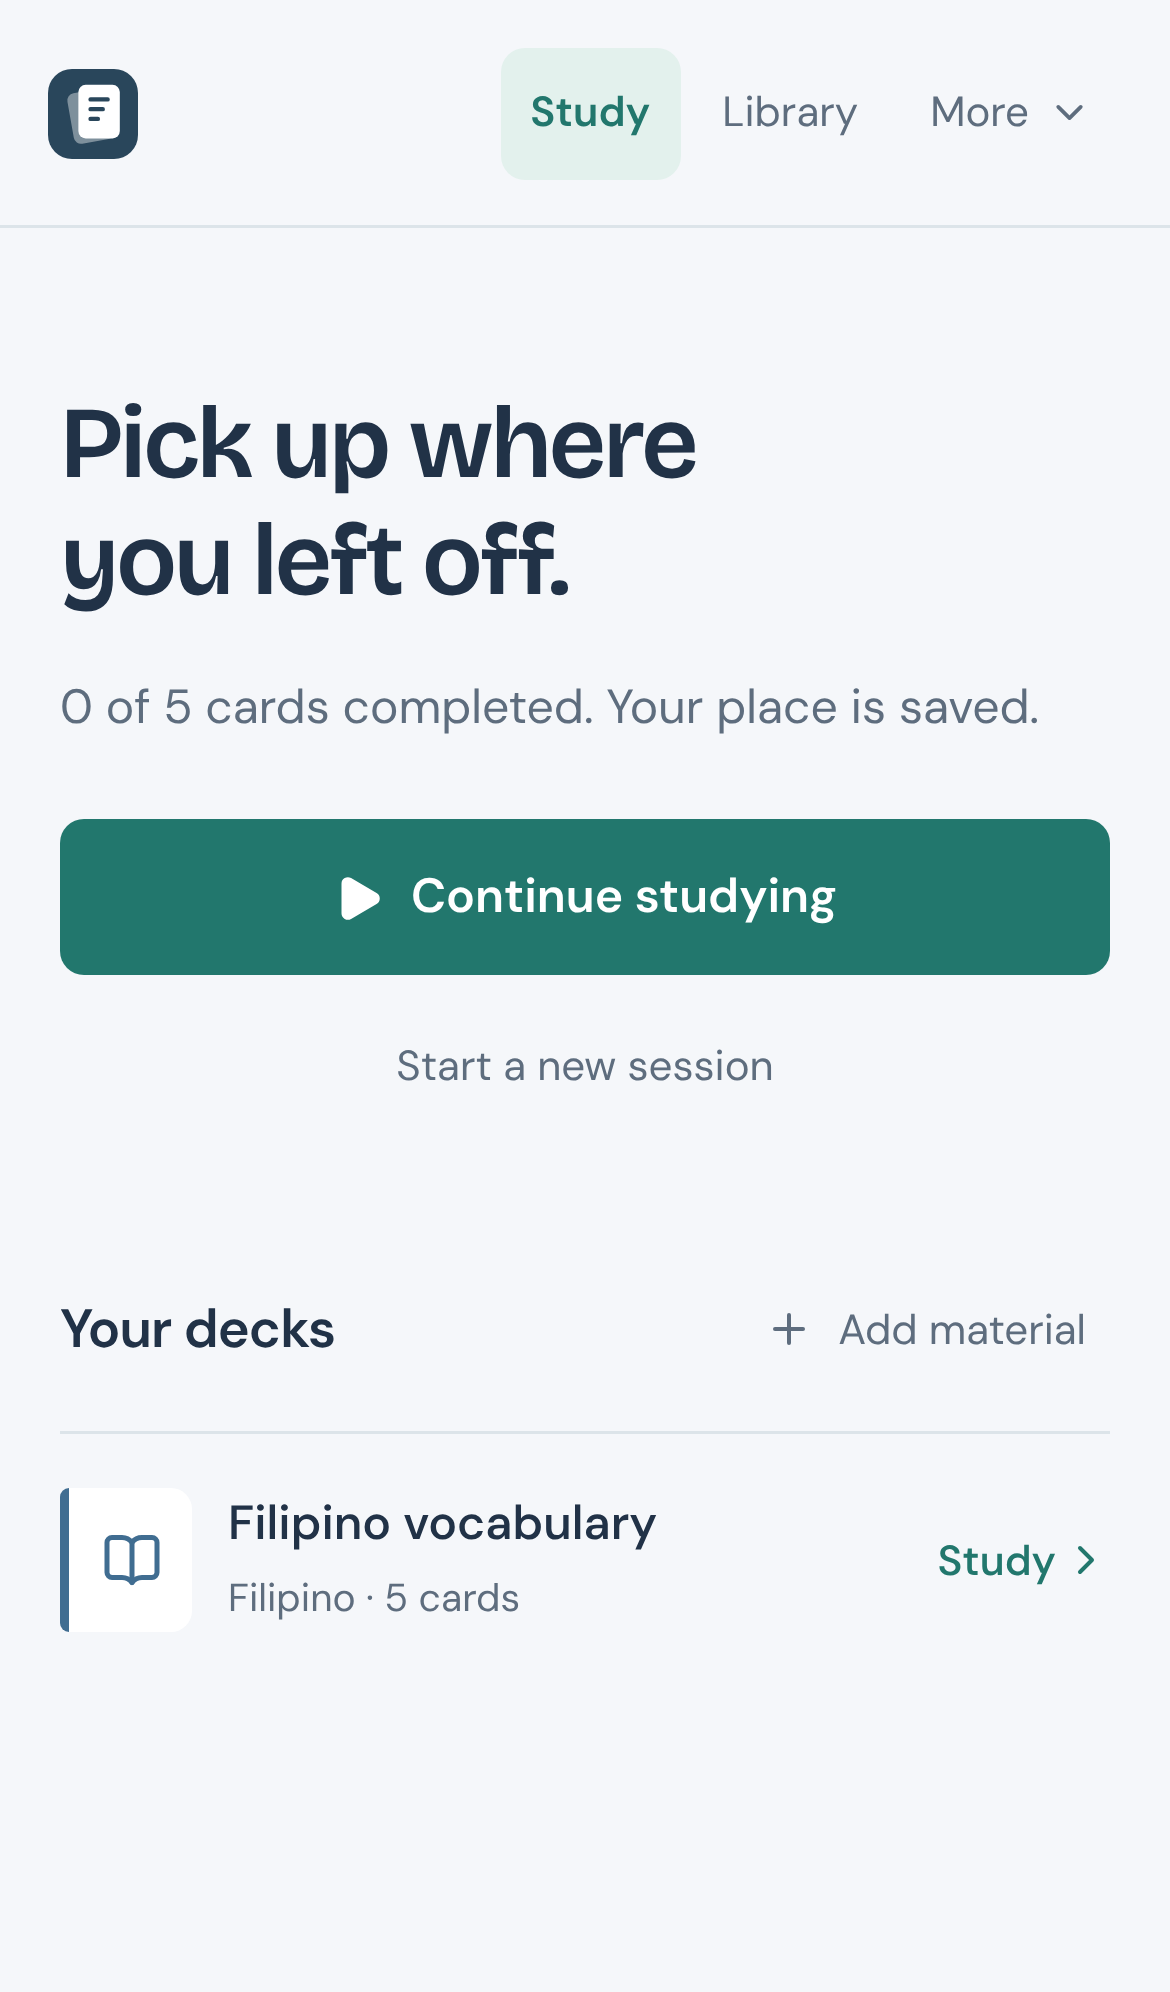 Study
Library
More
Pick up where
you left off.
0 of 5 cards completed. Your place is saved.
Continue studying
Start a new session
Your decks
Add material
Filipino vocabulary
Filipino · 5 cards
Study